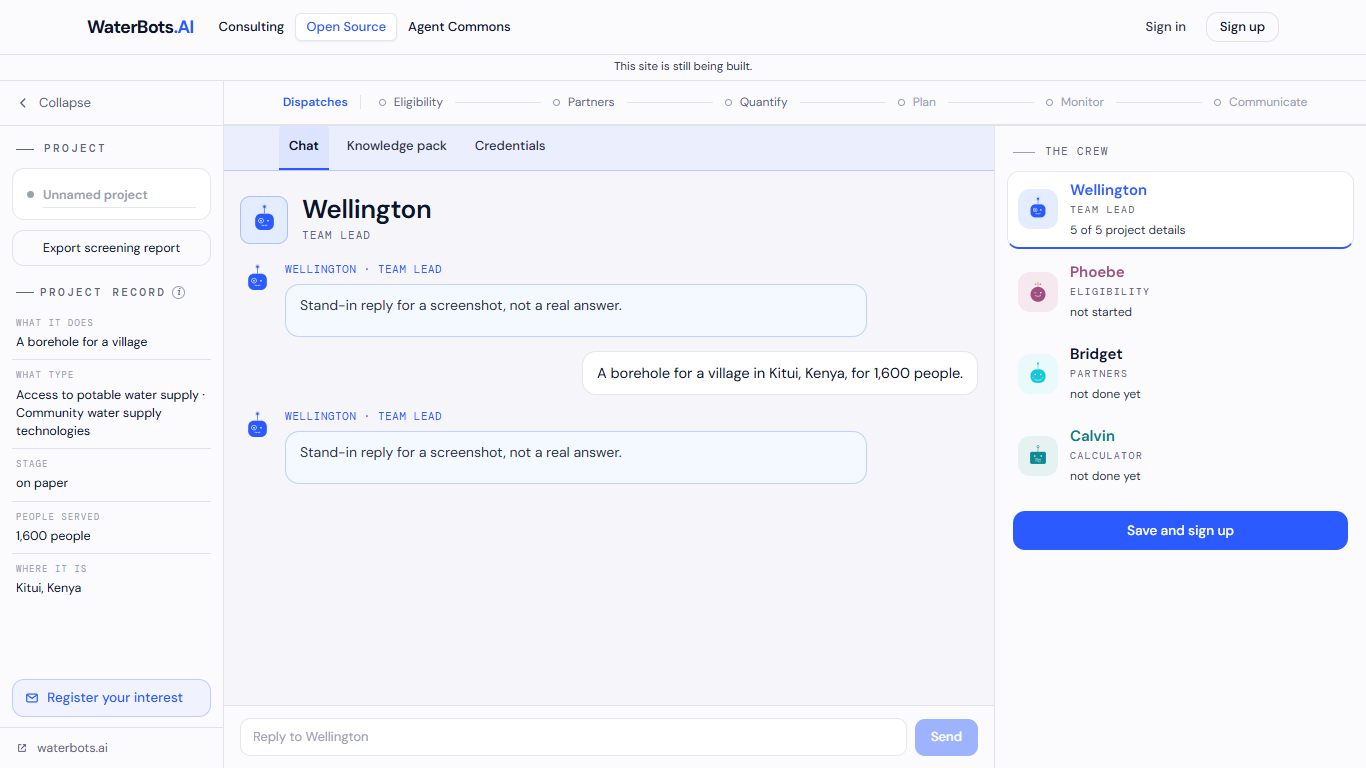 WaterBots.AI
Consulting
Open Source
Agent Commons
Sign in
Sign up
This site is still being built.
Collapse
Dispatches
Eligibility
Partners
Quantify
Plan
Monitor
Communicate
PROJECT
Unnamed project
Export screening report
PROJECT RECORD i
WHAT IT DOES
A borehole for a village
WHAT TYPE
Access to potable water supply ·
Community water supply
technologies
STAGE
on paper
PEOPLE SERVED
1,600 people
WHERE IT IS
Kitui, Kenya
Register your interest
waterbots.ai
Chat
Knowledge pack
Credentials
Wellington
TEAM LEAD
WELLINGTON · TEAM LEAD
Stand-in reply for a screenshot, not a real answer.
A borehole for a village in Kitui, Kenya, for 1,600 people.
WELLINGTON · TEAM LEAD
Stand-in reply for a screenshot, not a real answer.
Reply to Wellington
Send
THE CREW
Wellington
TEAM LEAD
5 of 5 project details
Phoebe
ELIGIBILITY
not started
Bridget
PARTNERS
not done yet
Calvin
CALCULATOR
not done yet
Save and sign up